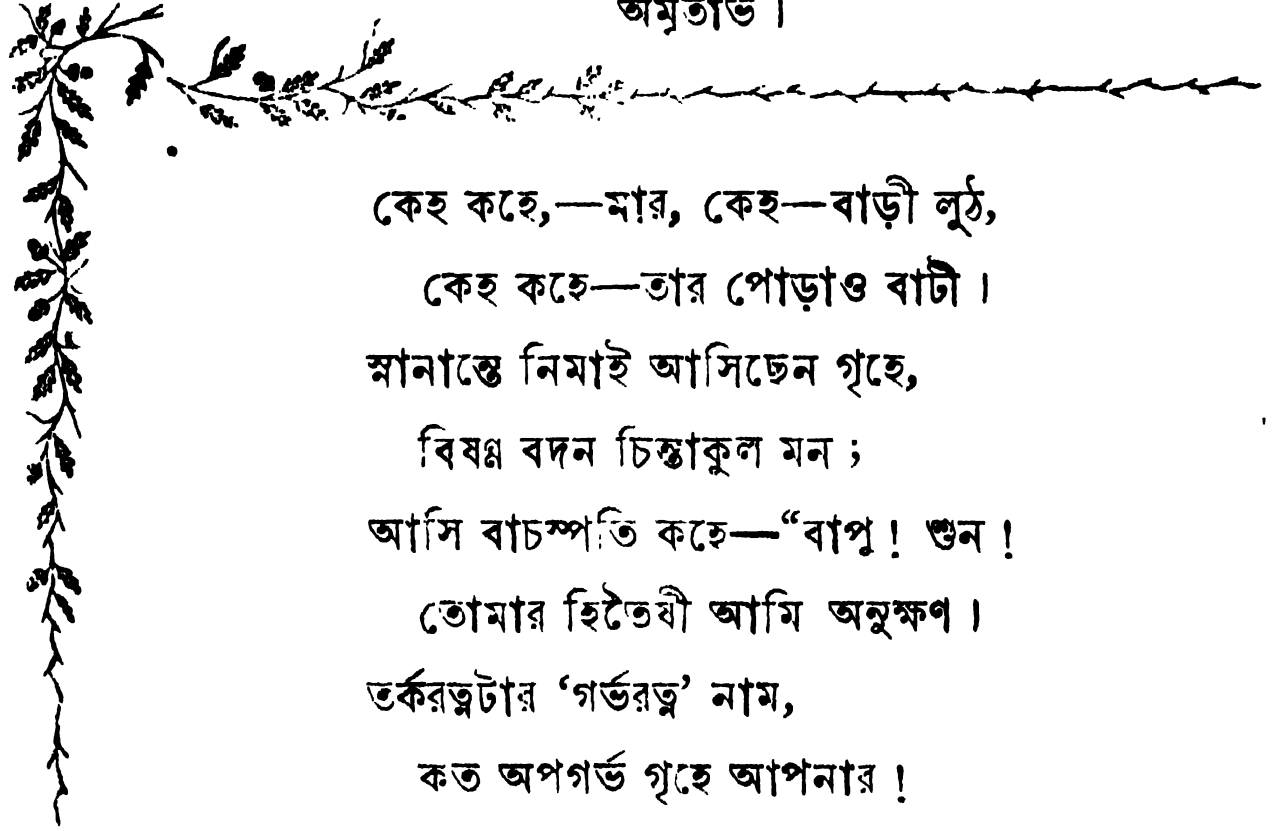 অমৃতাভ ।
কেহ কহে,—মার, কেহ—বাড়ী লুঠ,
কেহ কহে—তার পোড়াও বাটী ।
স্নানান্তে নিমাই আসিছেন গৃহে,
বিষণ্ণ বদন চিন্তাকুল মন ;
আসি বাচস্পতি কহে—“বাপু ! শুন !
তোমার হিতৈষী আমি অনুক্ষণ ।
তর্করত্নটার ‘গর্ভরত্ন’ নাম,
কত অপগর্ভ গৃহে আপনার !